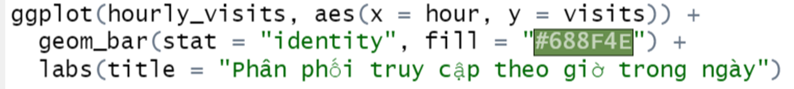 ggplot(hourly_visits, aes(x = hour, y = visits)) +
  geom_bar(stat = "identity", fill = "#688F4E") +
  labs(title = "Phân phối truy cập theo giờ trong ngày")